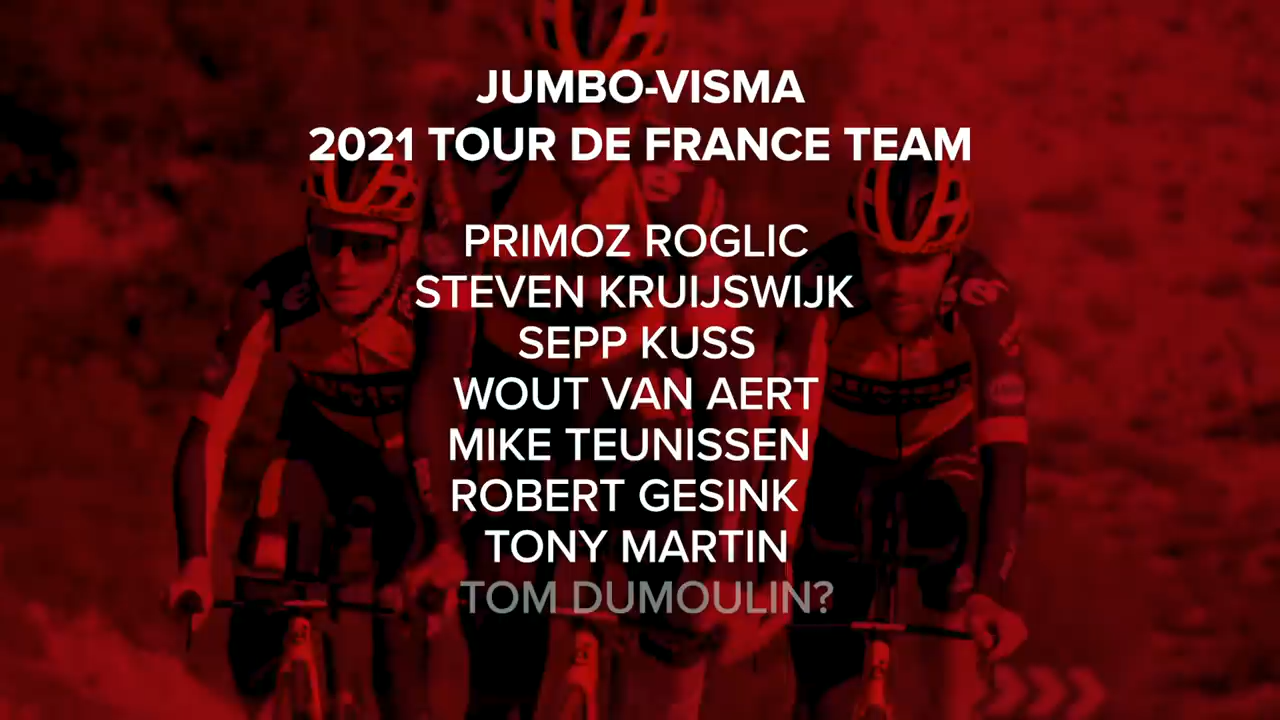 JUMBO-VISMA
2021 TOUR DE FRANCE TEAM
PRIMOZ ROGLIC
STEVEN KRUIJSWIJK
SEPP KUSS
WOUT VAN AERT
MIKE TEUNISSEN
ROBERT GESINK
TONY MARTIN
TOM DUMOULIN?